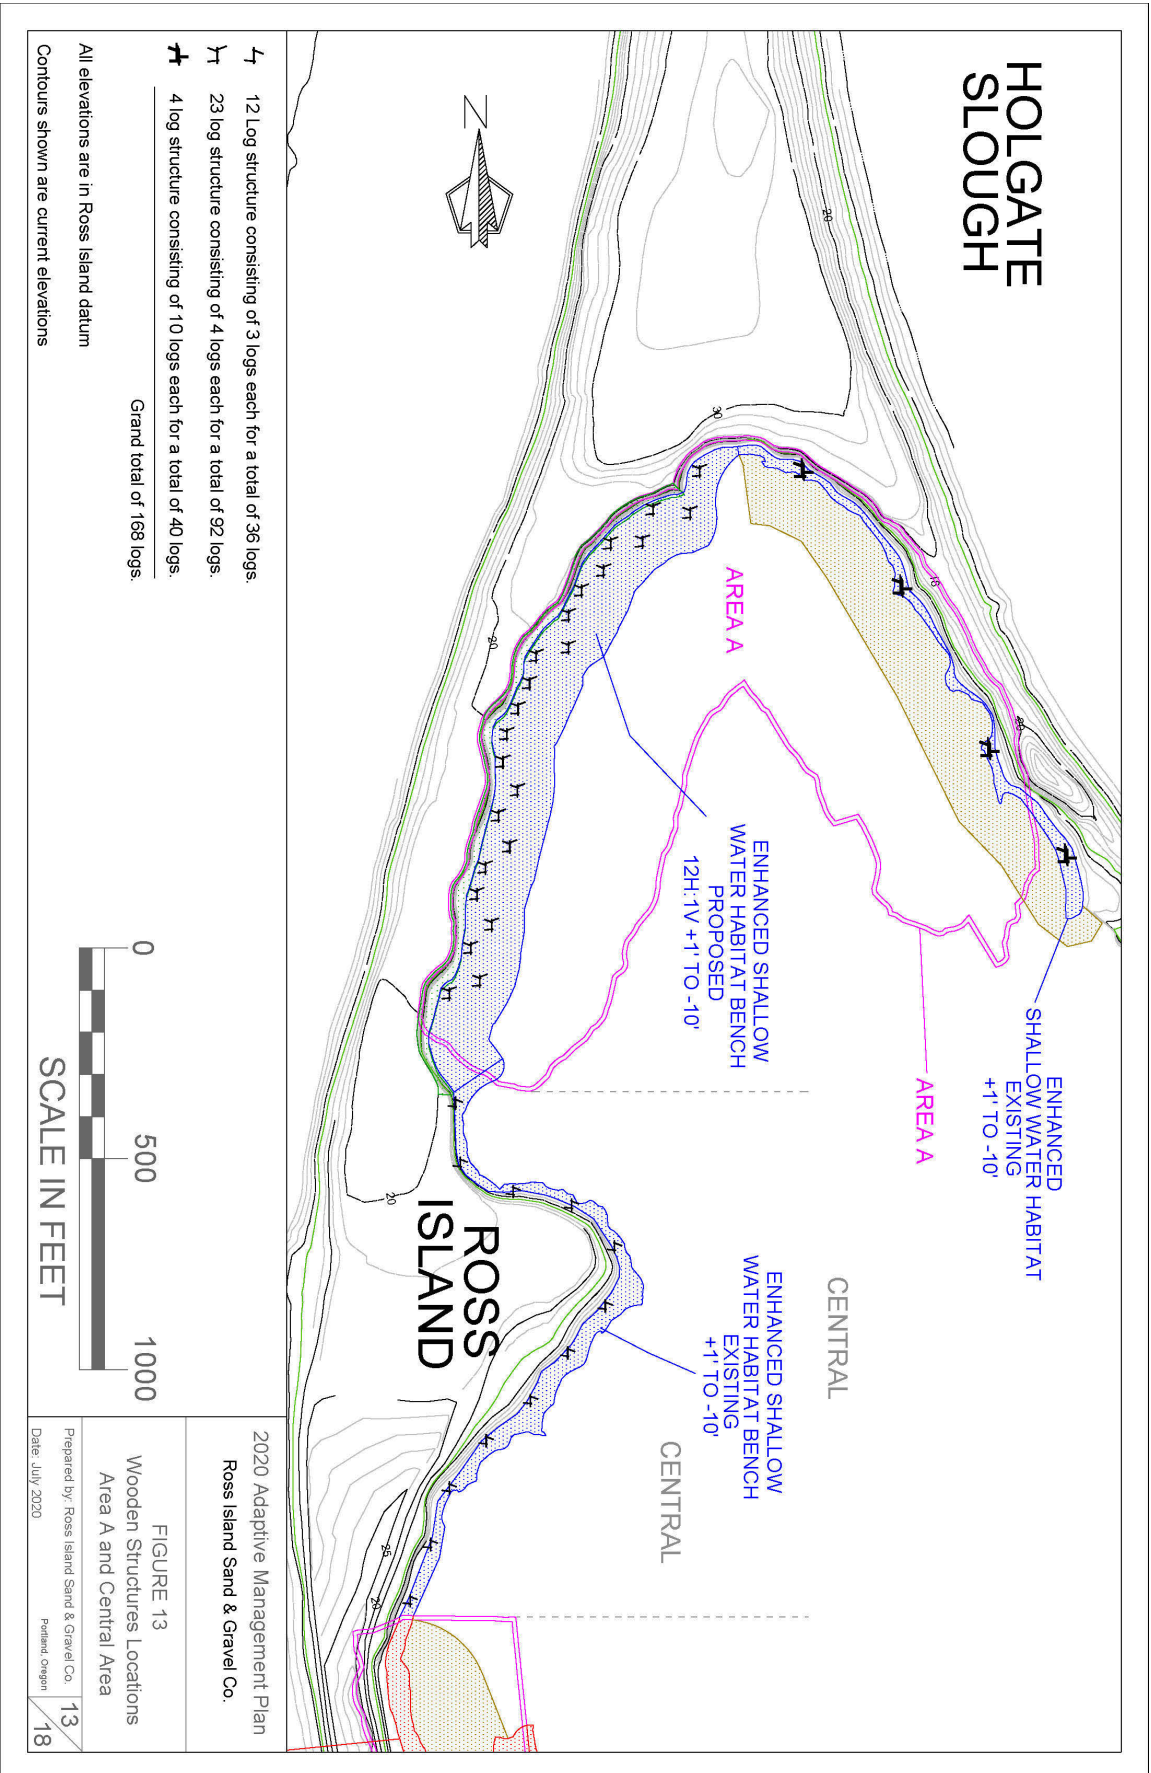 HOLGATE
SLOUGH
20
30
18
20
20
20
25
20
AREA A
AREA A
ENHANCED
SHALLOW WATER HABITAT
EXISTING
+1' TO -10'
ENHANCED SHALLOW
WATER HABITAT BENCH
PROPOSED
12H:1V +1' TO -10'
ENHANCED SHALLOW
WATER HABITAT BENCH
EXISTING
+1' TO -10'
CENTRAL
CENTRAL
ROSS
ISLAND
N
12 Log structure consisting of 3 logs each for a total of 36 logs.
23 log structure consisting of 4 logs each for a total of 92 logs.
4 log structure consisting of 10 logs each for a total of 40 logs.
Grand total of 168 logs.
All elevations are in Ross Island datum
Contours shown are current elevations
0 500 1000
SCALE IN FEET
2020 Adaptive Management Plan
Ross Island Sand & Gravel Co.
FIGURE 13
Wooden Structures Locations
Area A and Central Area
Prepared by: Ross Island Sand & Gravel Co.
Date: July 2020
Portland, Oregon
13
18